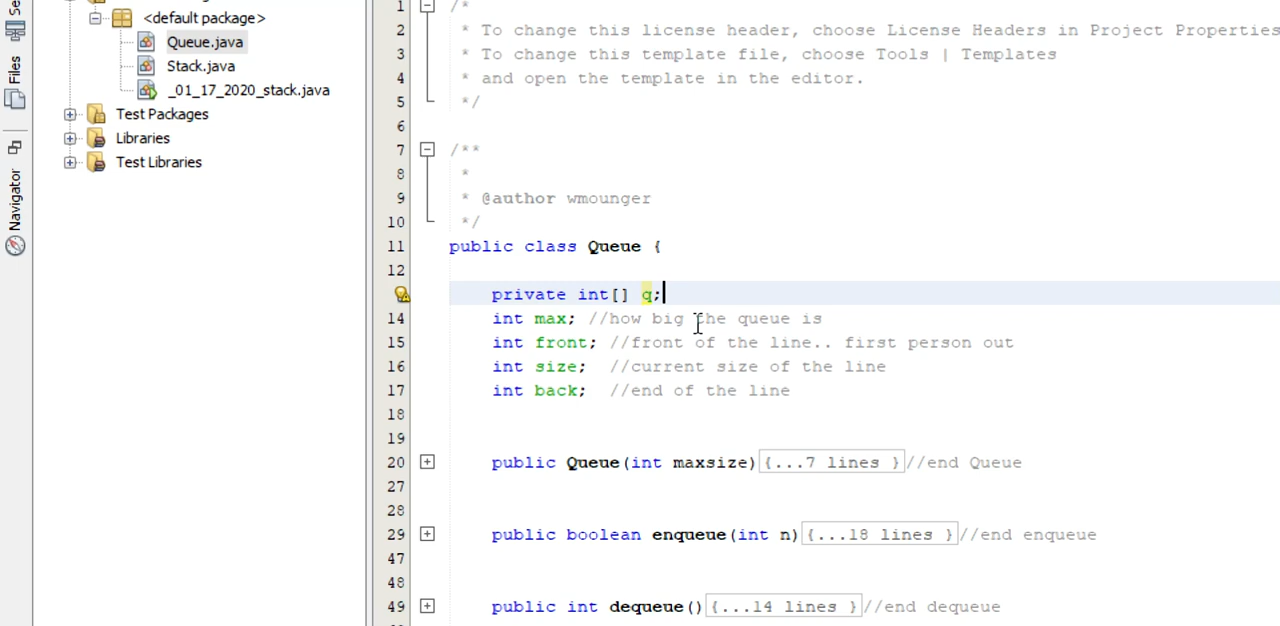 <default package>
Queue.java
Stack.java
_01_17_2020_stack.java
Test Packages
Libraries
Test Libraries
Files
Navigator
1 /*
2 * To change this license header, choose License Headers in Project Properties
3 * To change this template file, choose Tools | Templates
4 * and open the template in the editor.
5 */
6
7 /**
8 *
9 * @author wmounger
10 */
11 public class Queue {
12
private int[] q;
14 int max; //how big the queue is
15 int front; //front of the line.. first person out
16 int size; //current size of the line
17 int back; //end of the line
18
19
20 public Queue(int maxsize){...7 lines }//end Queue
27
28
29 public boolean enqueue(int n){...18 lines }//end enqueue
47
48
49 public int dequeue(){...14 lines }//end dequeue